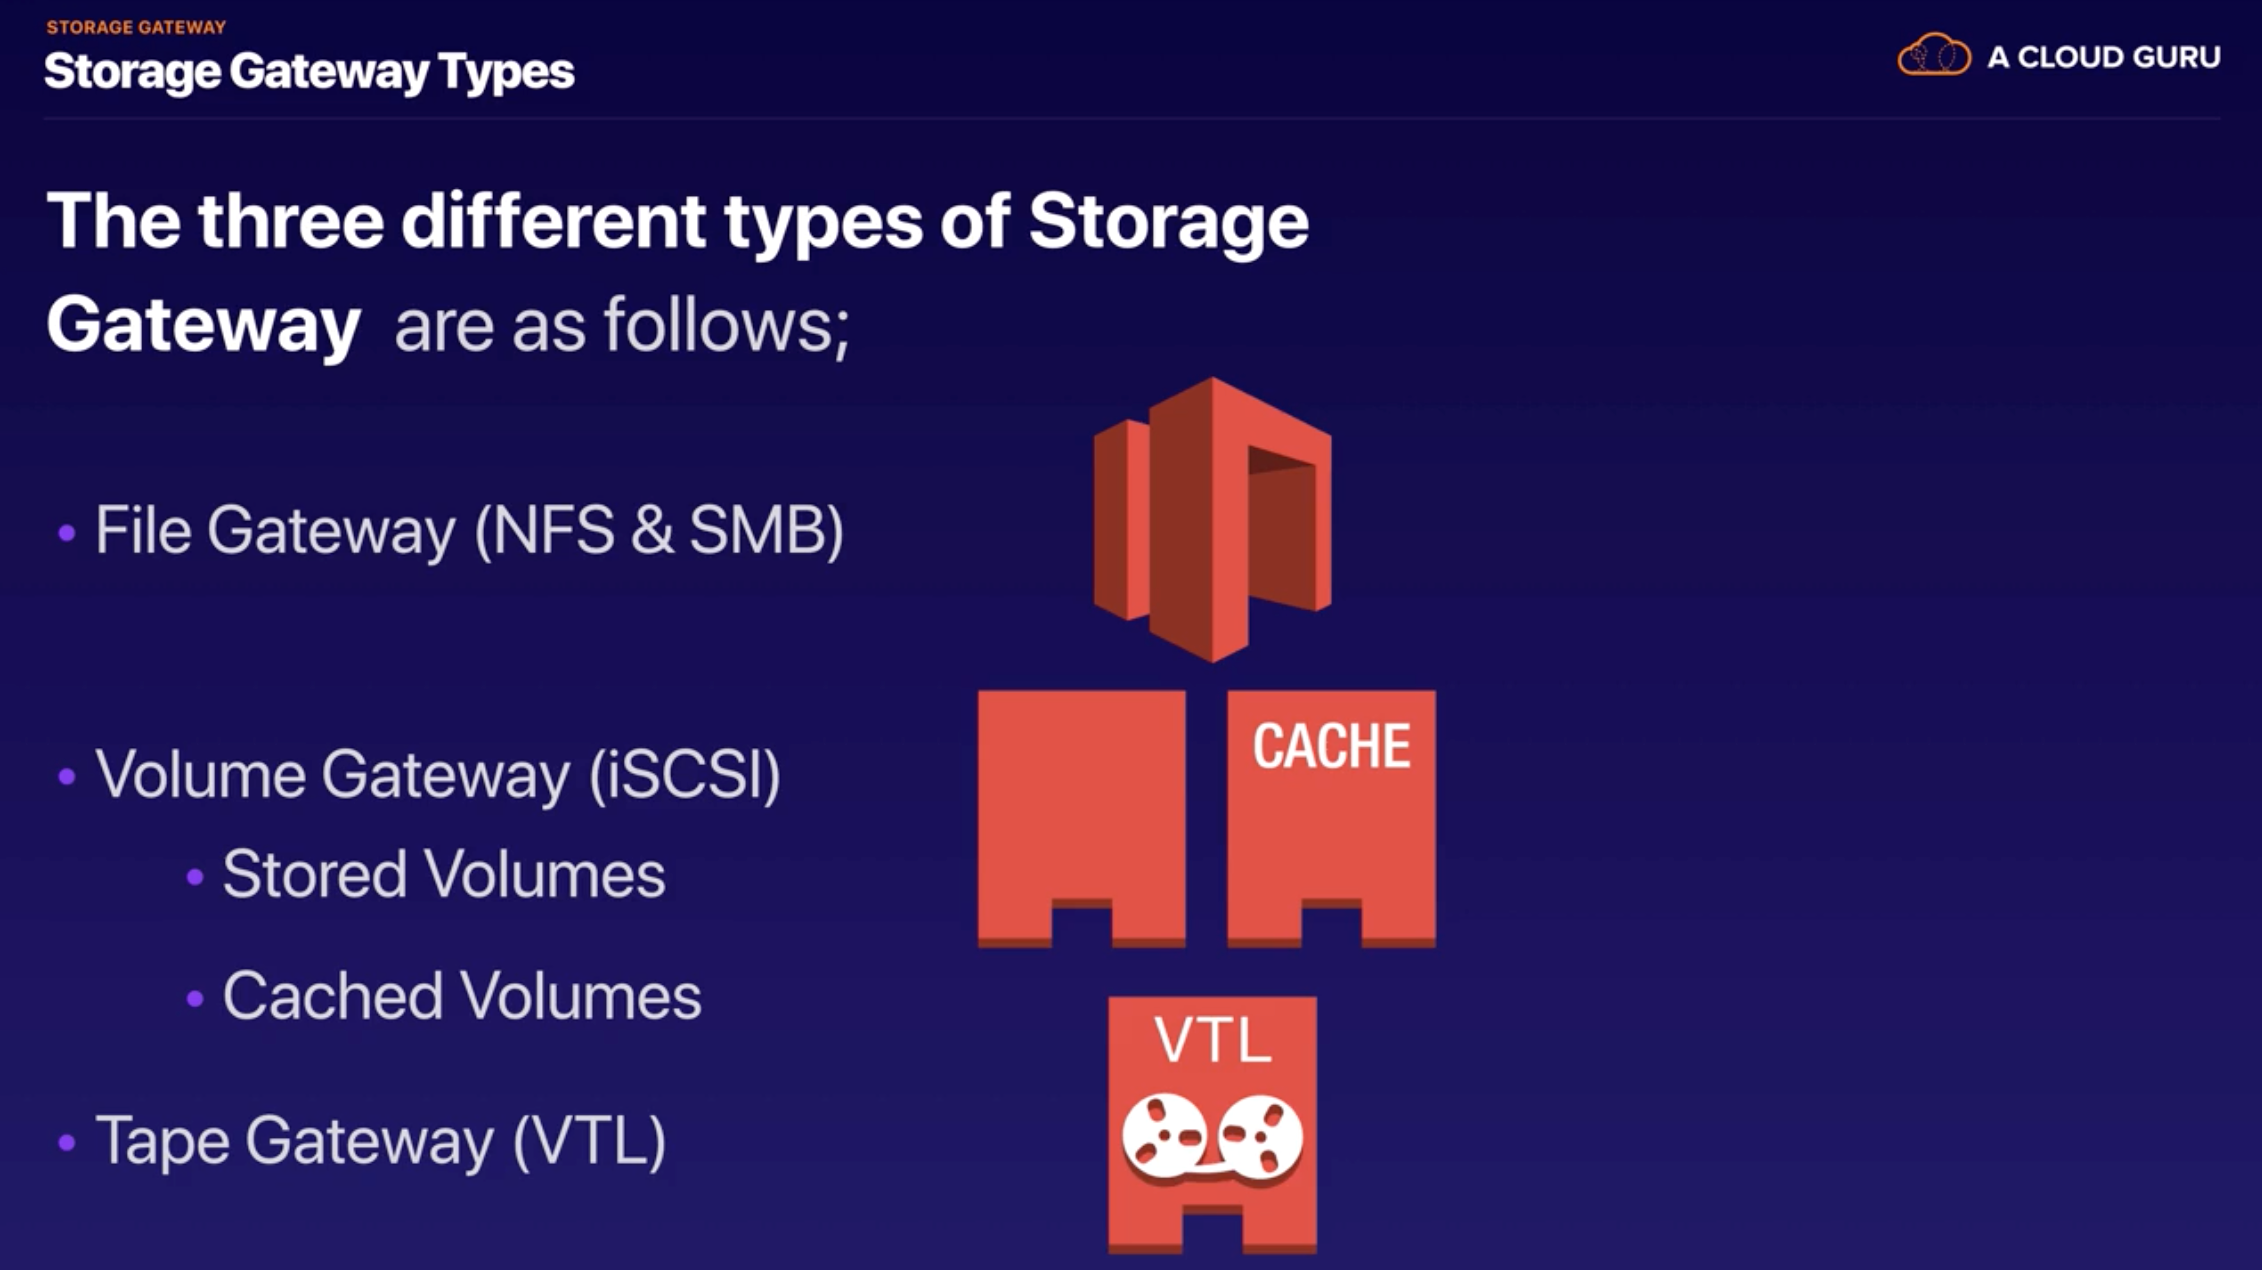 STORAGE GATEWAY
Storage Gateway Types
A CLOUD GURU
The three different types of Storage
Gateway are as follows;
• File Gateway (NFS & SMB)
• Volume Gateway (iSCSI)
• Stored Volumes
• Cached Volumes
• Tape Gateway (VTL)
CACHE
VTL